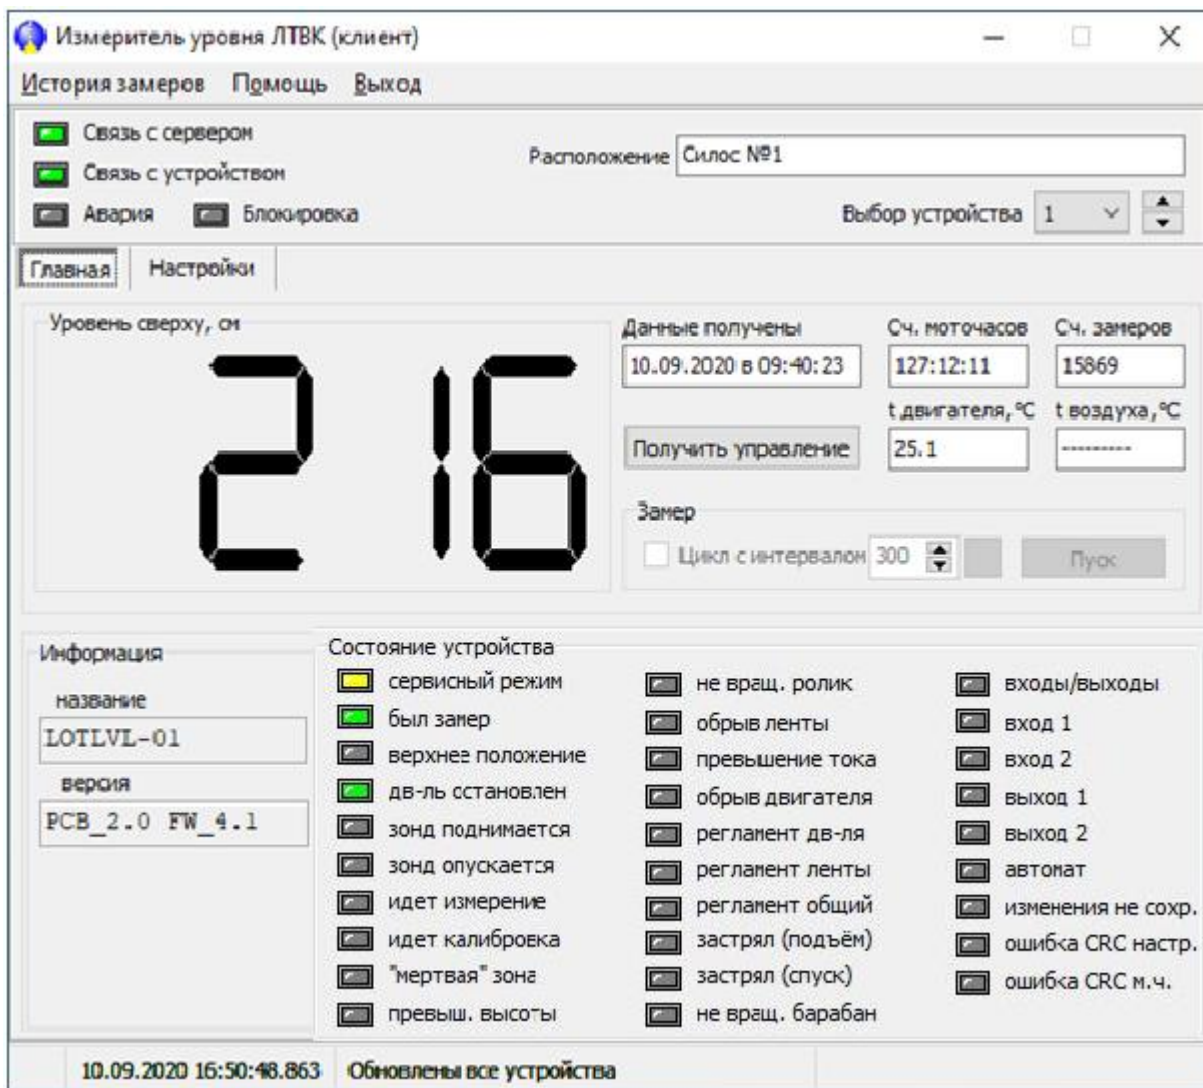 Измеритель уровня ЛТВК (клиент)
История замеров Помощь Выход
Связь с сервером
Связь с устройством
Авария Блокировка
Расположение Силос №1
Выбор устройства 1
Главная Настройки
Уровень сверху, см
216
Данные получены Сч. моточасов Сч. замеров
10.09.2020 в 09:40:23 127:12:11 15869
t двигателя,°C t воздуха,°C
Получить управление 25.1 ---------
Замер
Цикл с интервалом 300 Пуск
Информация
название
LOTLVL-01
версия
PCB_2.0 FW_4.1
Состояние устройства
сервисный режим
был замер
верхнее положение
дв-ль остановлен
зонд поднимается
зонд опускается
идет измерение
идет калибровка
"мертвая" зона
превыш. высоты
не вращ. ролик
обрыв ленты
превышение тока
обрыв двигателя
регламент дв-ля
регламент ленты
регламент общий
застрял (подъём)
застрял (спуск)
не вращ. барабан
входы/выходы
вход 1
вход 2
выход 1
выход 2
автомат
изменения не сохр.
ошибка CRC настр.
ошибка CRC м.ч.
10.09.2020 16:50:48.863 Обновлены все устройства